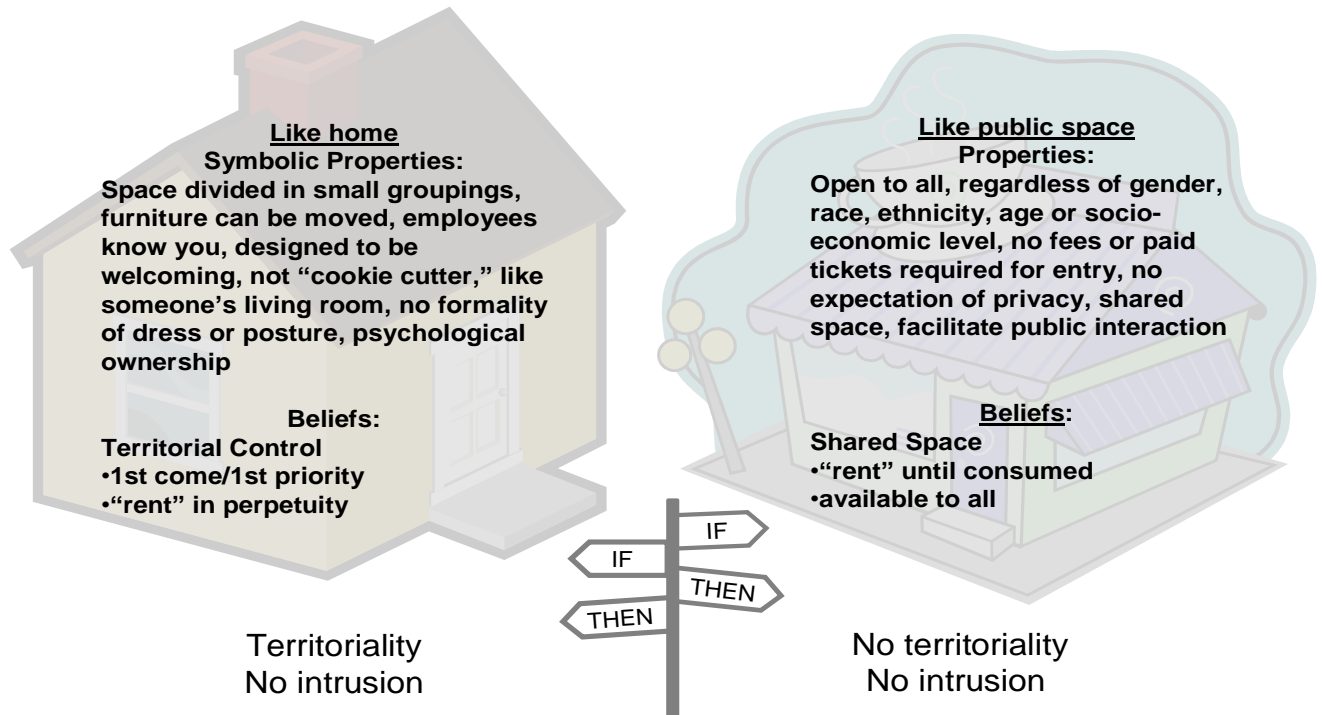 Like home
Symbolic Properties:
Space divided in small groupings,
furniture can be moved, employees
know you, designed to be
welcoming, not “cookie cutter,” like
someone’s living room, no formality
of dress or posture, psychological
ownership
Beliefs:
Territorial Control
•1st come/1st priority
•“rent” in perpetuity
Like public space
Properties:
Open to all, regardless of gender,
race, ethnicity, age or socio-
economic level, no fees or paid
tickets required for entry, no
expectation of privacy, shared
space, facilitate public interaction
Beliefs:
Shared Space
•“rent” until consumed
•available to all
IF
IF
THEN
THEN
Territoriality
No intrusion
No territoriality
No intrusion